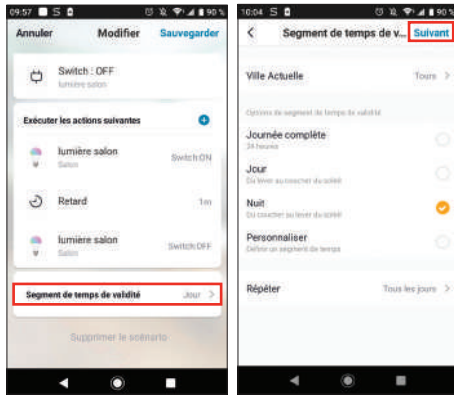 09:57 S 90 %
Annuler Modifier Sauvegarder
Switch : OFF
lumière salon
Exécuter les actions suivantes
lumière salon
Salon
Switch ON
Retard 1m
lumière salon
Salon
Switch OFF
Segment de temps de validité Jour >
Supprimer le scénario
10:04 S 90 %
< Segment de temps de v... Suivant
Ville Actuelle Tours >
Options de segment de temps de validité
Journée complète
24 heures
Jour
Du lever au coucher du soleil
Nuit
Du coucher au lever du soleil
Personnaliser
Définir un segment de temps
Répéter Tous les jours >